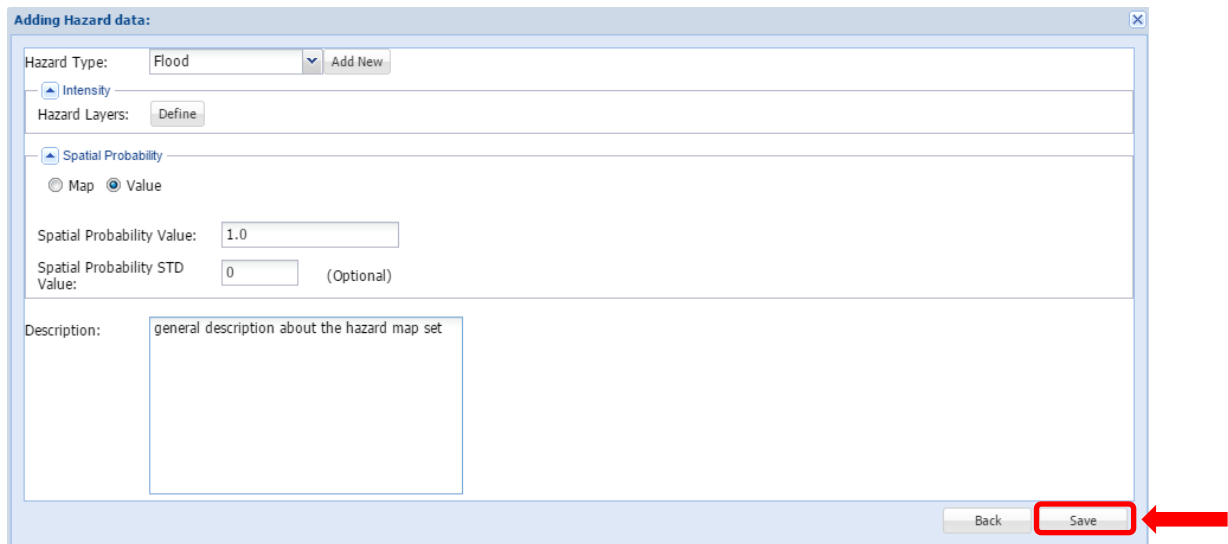 Adding Hazard data:
Hazard Type: Flood Add New
Intensity
Hazard Layers: Define
Spatial Probability
Map Value
Spatial Probability Value: 1.0
Spatial Probability STD
Value: 0 (Optional)
Description: general description about the hazard map set
Back Save